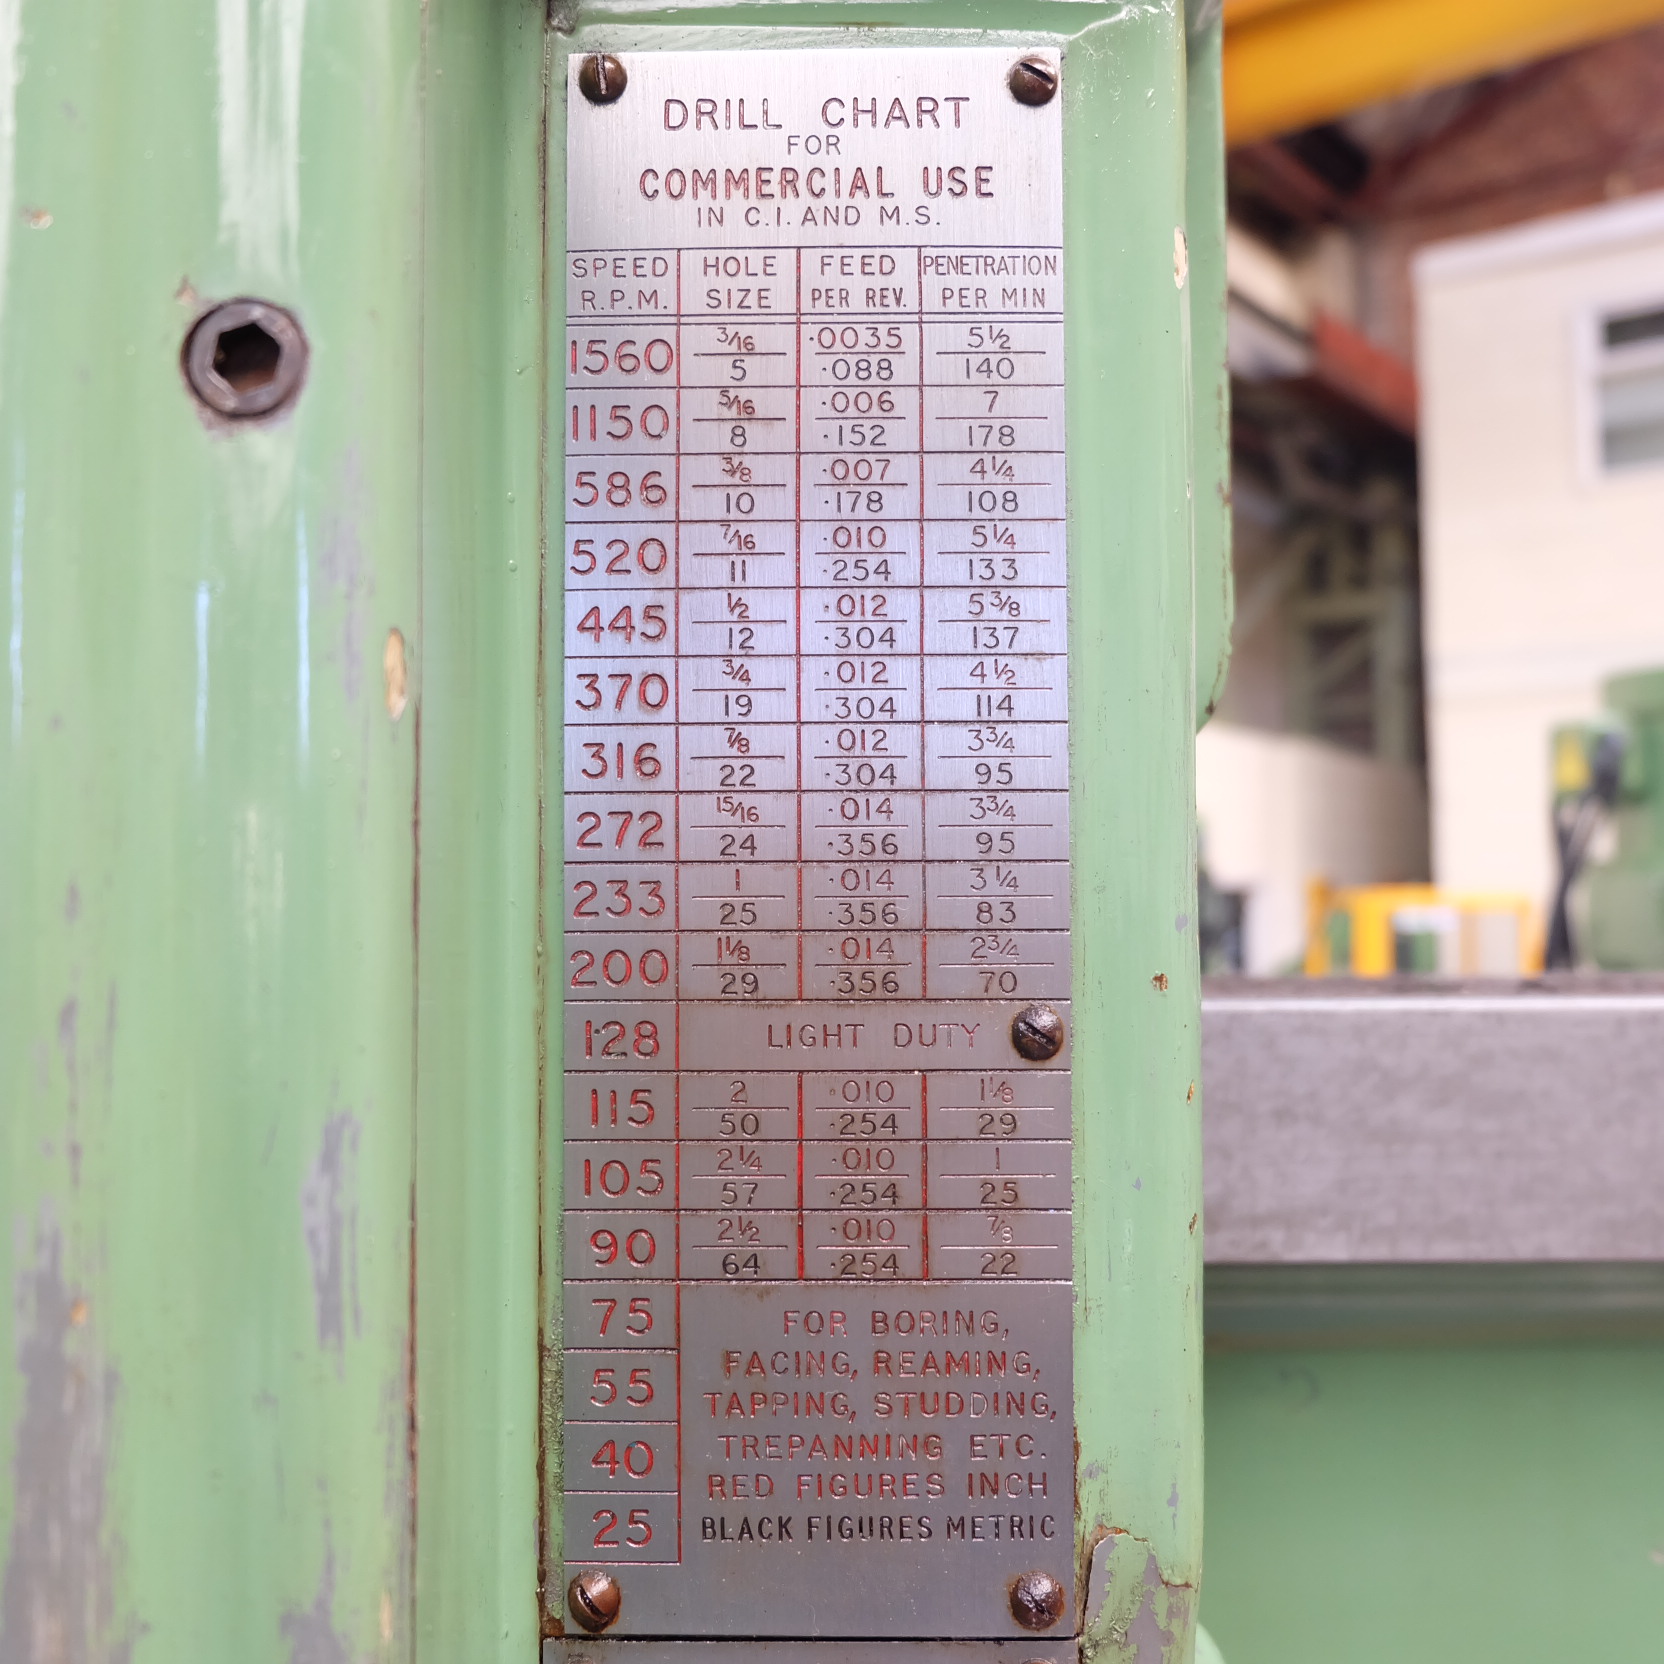 DRILL CHART
FOR
COMMERCIAL USE
IN C.I. AND M.S.
SPEED R.P.M. HOLE SIZE FEED PER REV. PENETRATION PER MIN
1560 3/16 ·0035 5½
5 ·088 140
1150 5/16 ·006 7
8 ·152 178
586 3/8 ·007 4¼
10 ·178 108
520 7/16 ·010 5¼
11 ·254 133
445 ½ ·012 5⅜
12 ·304 137
370 ¾ ·012 4½
19 ·304 114
316 ⅞ ·012 3¾
22 ·304 95
272 15/16 ·014 3¾
24 ·356 95
233 1 ·014 3¼
25 ·356 83
200 1⅛ ·014 2¾
29 ·356 70
128 LIGHT DUTY
115 2 ·010 1⅛
50 ·254 29
105 2¼ ·010 1
57 ·254 25
90 2½ ·010 ⅞
64 ·254 22
75
55
40
25
FOR BORING,
FACING, REAMING,
TAPPING, STUDDING,
TREPANNING ETC.
RED FIGURES INCH
BLACK FIGURES METRIC